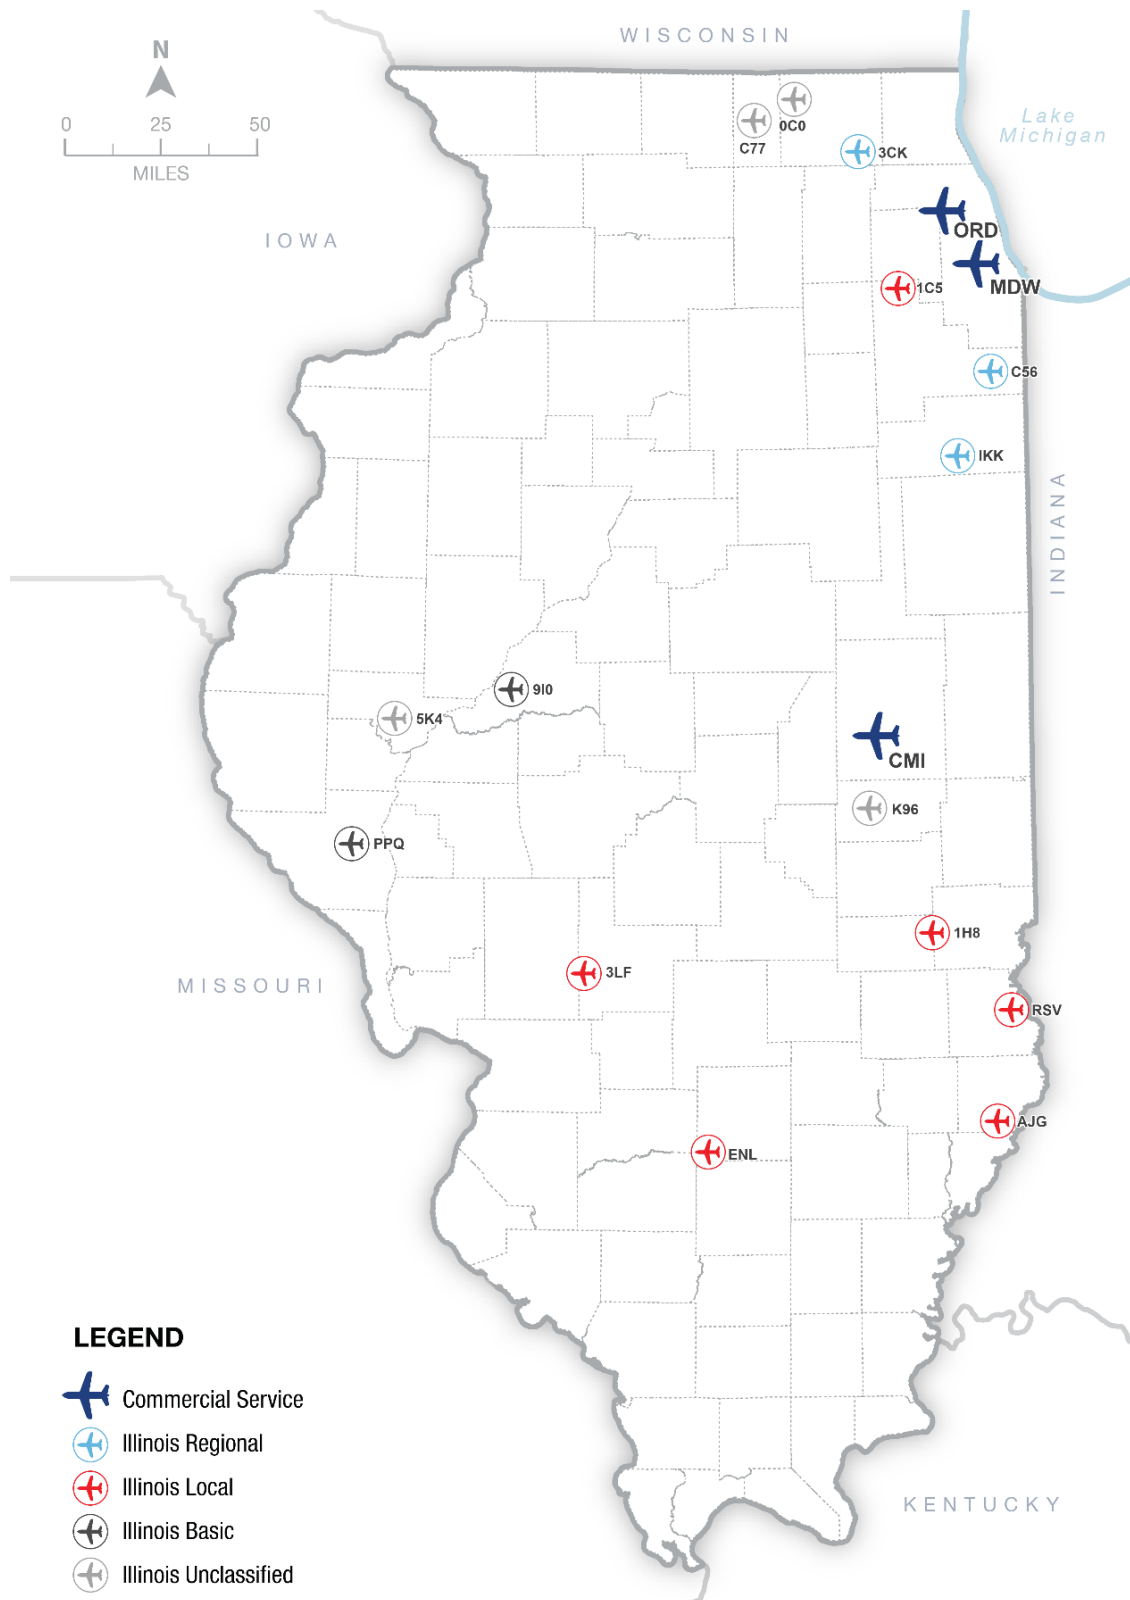 WISCONSIN
N
0 25 50
MILES
Lake
Michigan
0C0
C77
3CK
IOWA
ORD
MDW
1C5
C56
IKK
INDIANA
9I0
5K4
CMI
K96
PPQ
1H8
3LF
MISSOURI
RSV
AJG
ENL
LEGEND
Commercial Service
Illinois Regional
Illinois Local
Illinois Basic
Illinois Unclassified
KENTUCKY